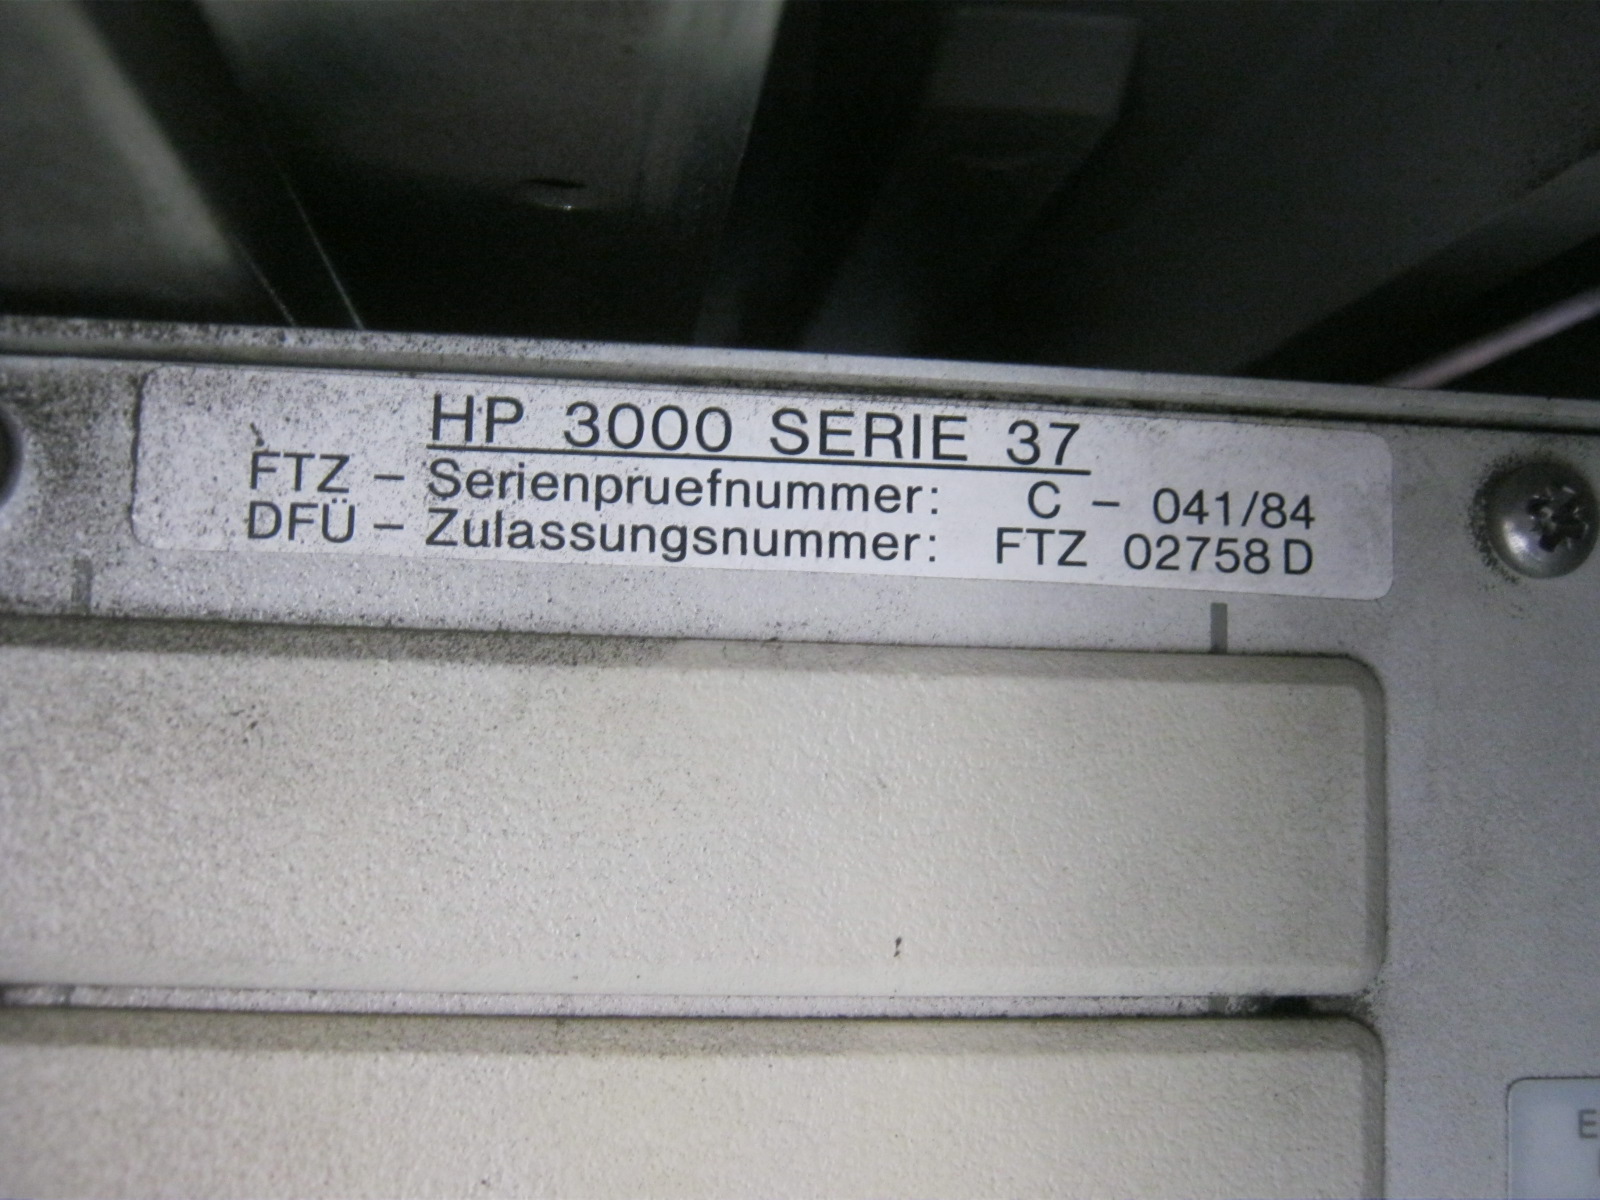 HP 3000 SERIE 37
FTZ - Serienpruefnummer: C - 041/84
DFÜ - Zulassungsnummer: FTZ 02758 D
E